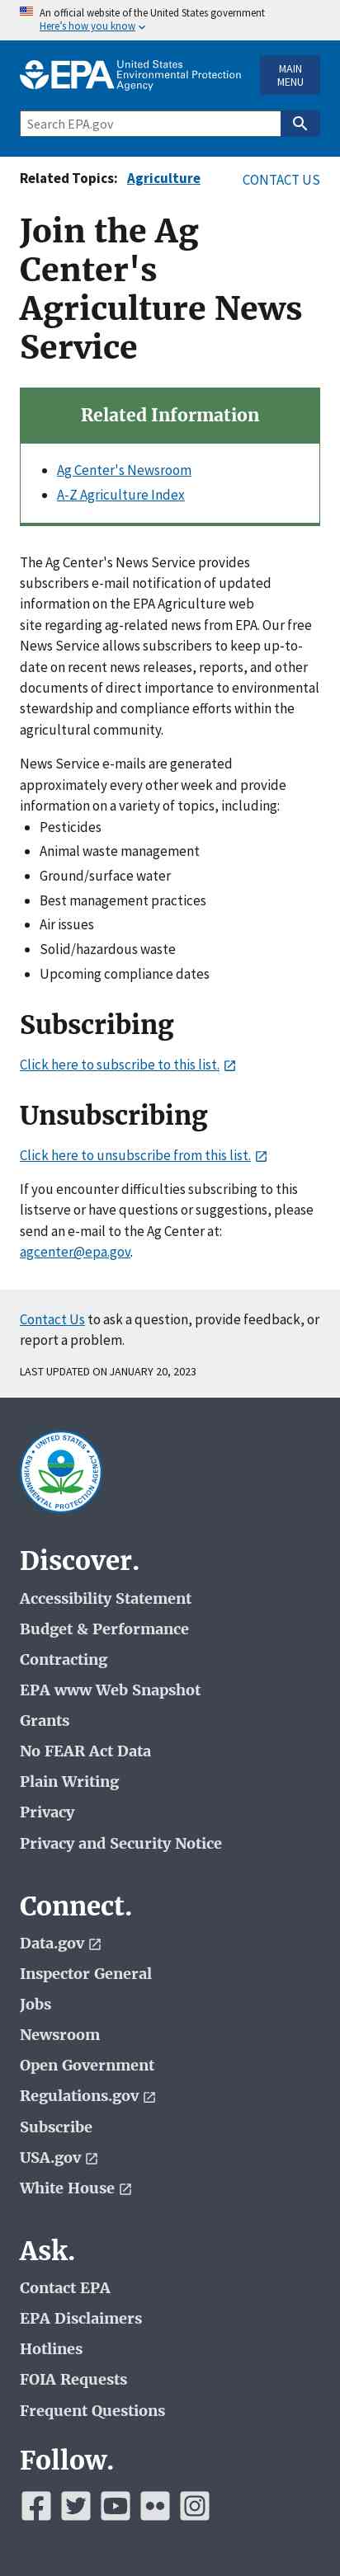 An official website of the United States government
Here's how you know
EPA United States
Environmental Protection
Agency
MAIN
MENU
Search EPA.gov
Related Topics: Agriculture CONTACT US
Join the Ag
Center's
Agriculture News
Service
Related Information
Ag Center's Newsroom
A-Z Agriculture Index
The Ag Center's News Service provides
subscribers e-mail notification of updated
information on the EPA Agriculture web
site regarding ag-related news from EPA. Our free
News Service allows subscribers to keep up-to-
date on recent news releases, reports, and other
documents of direct importance to environmental
stewardship and compliance efforts within the
agricultural community.
News Service e-mails are generated
approximately every other week and provide
information on a variety of topics, including:
Pesticides
Animal waste management
Ground/surface water
Best management practices
Air issues
Solid/hazardous waste
Upcoming compliance dates
Subscribing
Click here to subscribe to this list.
Unsubscribing
Click here to unsubscribe from this list.
If you encounter difficulties subscribing to this
listserve or have questions or suggestions, please
send an e-mail to the Ag Center at:
agcenter@epa.gov.
Contact Us to ask a question, provide feedback, or
report a problem.
LAST UPDATED ON JANUARY 20, 2023
UNITED STATES
ENVIRONMENTAL PROTECTION AGENCY
Discover.
Accessibility Statement
Budget & Performance
Contracting
EPA www Web Snapshot
Grants
No FEAR Act Data
Plain Writing
Privacy
Privacy and Security Notice
Connect.
Data.gov
Inspector General
Jobs
Newsroom
Open Government
Regulations.gov
Subscribe
USA.gov
White House
Ask.
Contact EPA
EPA Disclaimers
Hotlines
FOIA Requests
Frequent Questions
Follow.